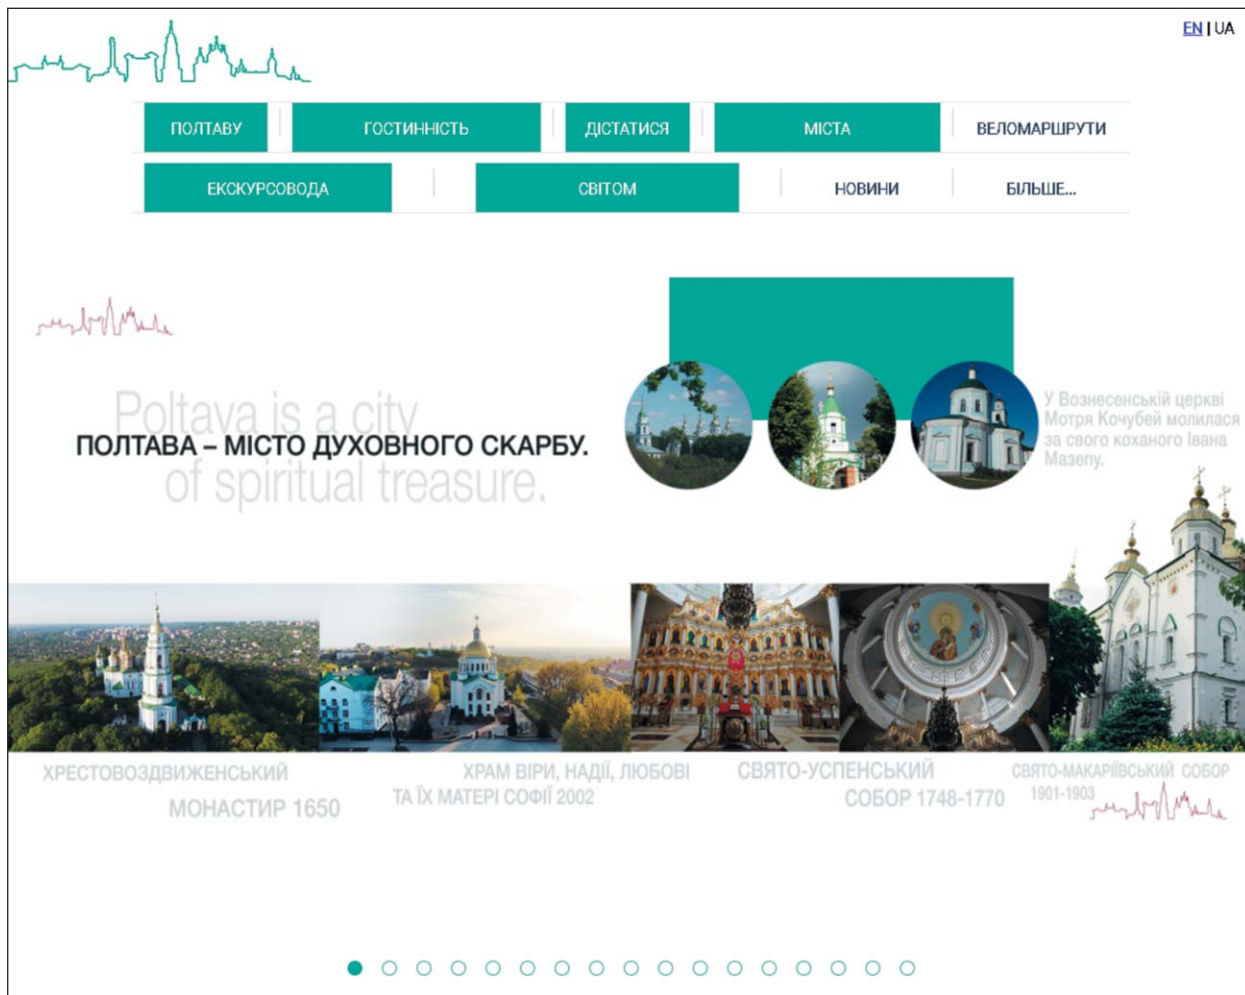 EN | UA
ПОЛТАВУ
ГОСТИННІСТЬ
ДІСТАТИСЯ
МІСТА
ВЕЛОМАРШРУТИ
ЕКСКУРСОВОДА
СВІТОМ
НОВИНИ
БІЛЬШЕ...
Poltava is a city
ПОЛТАВА – МІСТО ДУХОВНОГО СКАРБУ.
of spiritual treasure.
У Вознесенській церкві
Мотря Кочубей молилася
за свого коханого Івана
Мазепу.
ХРЕСТОВОЗДВИЖЕНСЬКИЙ
МОНАСТИР 1650
ХРАМ ВІРИ, НАДІЇ, ЛЮБОВІ
ТА ЇХ МАТЕРІ СОФІЇ 2002
СВЯТО-УСПЕНСЬКИЙ
СОБОР 1748-1770
СВЯТО-МАКАРІЇВСЬКИЙ СОБОР
1901-1903